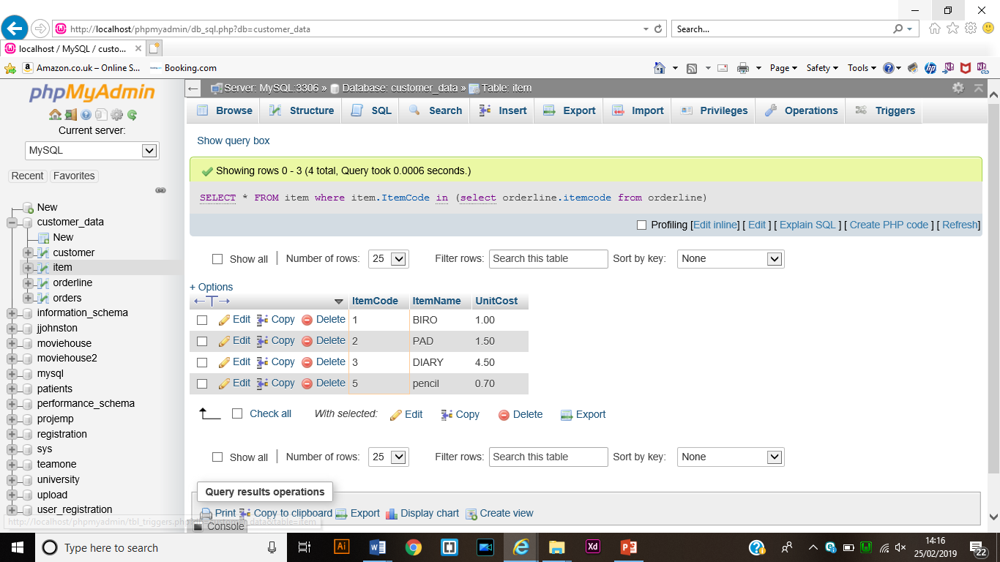 http://localhost/phpmyadmin/db_sql.php?db=customer_data
Search...
localhost / MySQL / custo...
Amazon.co.uk – Online S...
Booking.com
Page
Safety
Tools
phpMyAdmin
Current server:
MySQL
Recent
Favorites
New
customer_data
New
customer
item
orderline
orders
information_schema
jjohnston
moviehouse
moviehouse2
mysql
patients
performance_schema
projemp
registration
sys
teamone
university
upload
user_registration
Server: MySQL:3306 » Database: customer_data » Table: item
Browse Structure SQL Search Insert Export Import Privileges Operations Triggers
Show query box
Showing rows 0 - 3 (4 total, Query took 0.0006 seconds.)
SELECT * FROM item where item.ItemCode in (select orderline.itemcode from orderline)
Profiling [Edit inline] [ Edit ] [ Explain SQL ] [ Create PHP code ] [ Refresh]
Show all | Number of rows: 25 Filter rows: Search this table Sort by key: None
+ Options
←T→ ItemCode ItemName UnitCost
Edit Copy Delete 1 BIRO 1.00
Edit Copy Delete 2 PAD 1.50
Edit Copy Delete 3 DIARY 4.50
Edit Copy Delete 5 pencil 0.70
Check all With selected: Edit Copy Delete Export
Show all | Number of rows: 25 Filter rows: Search this table Sort by key: None
Query results operations
Print Copy to clipboard Export Display chart Create view
Console
Type here to search
Ai
Xd
14:16
25/02/2019
22